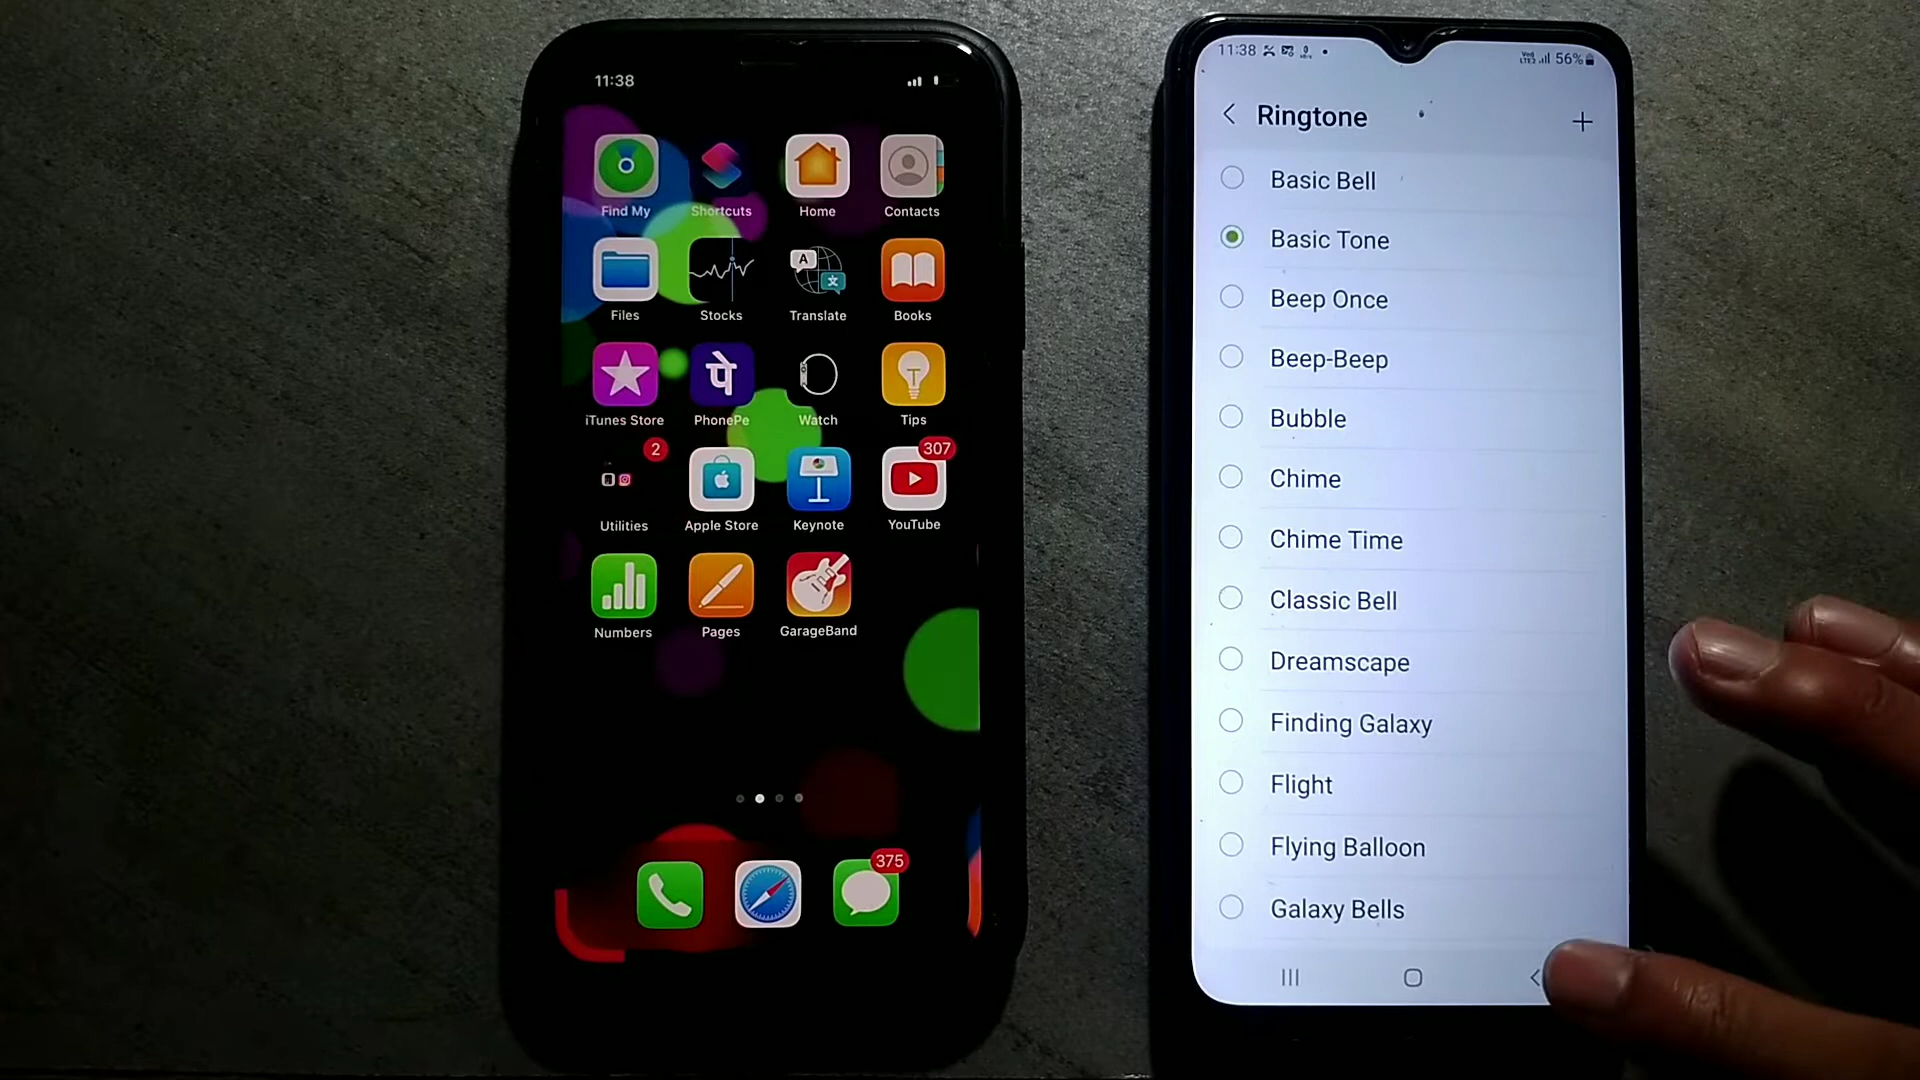 11:38
Find My
Shortcuts
Home
Contacts
Files
Stocks
A
文
Translate
Books
iTunes Store
पे
PhonePe
Watch
Tips
2
Utilities
Apple Store
Keynote
307
YouTube
Numbers
Pages
GarageBand
375
11:38
56%
Ringtone
Basic Bell
Basic Tone
Beep Once
Beep-Beep
Bubble
Chime
Chime Time
Classic Bell
Dreamscape
Finding Galaxy
Flight
Flying Balloon
Galaxy Bells